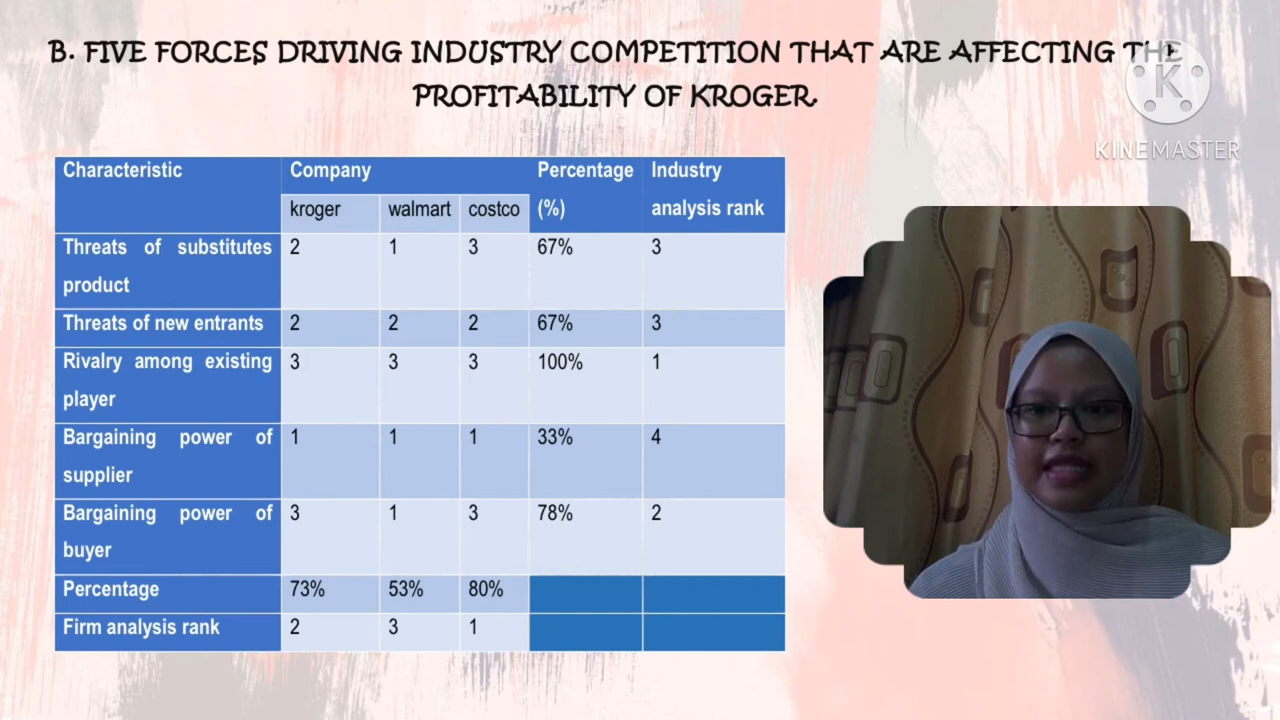 B. FIVE FORCES DRIVING INDUSTRY COMPETITION THAT ARE AFFECTING THE
PROFITABILITY OF KROGER.
KINEMASTER
Characteristic Company Percentage Industry
kroger walmart costco (%) analysis rank
Threats of substitutes 2 1 3 67% 3
product
Threats of new entrants 2 2 2 67% 3
Rivalry among existing 3 3 3 100% 1
player
Bargaining power of 1 1 1 33% 4
supplier
Bargaining power of 3 1 3 78% 2
buyer
Percentage 73% 53% 80%
Firm analysis rank 2 3 1